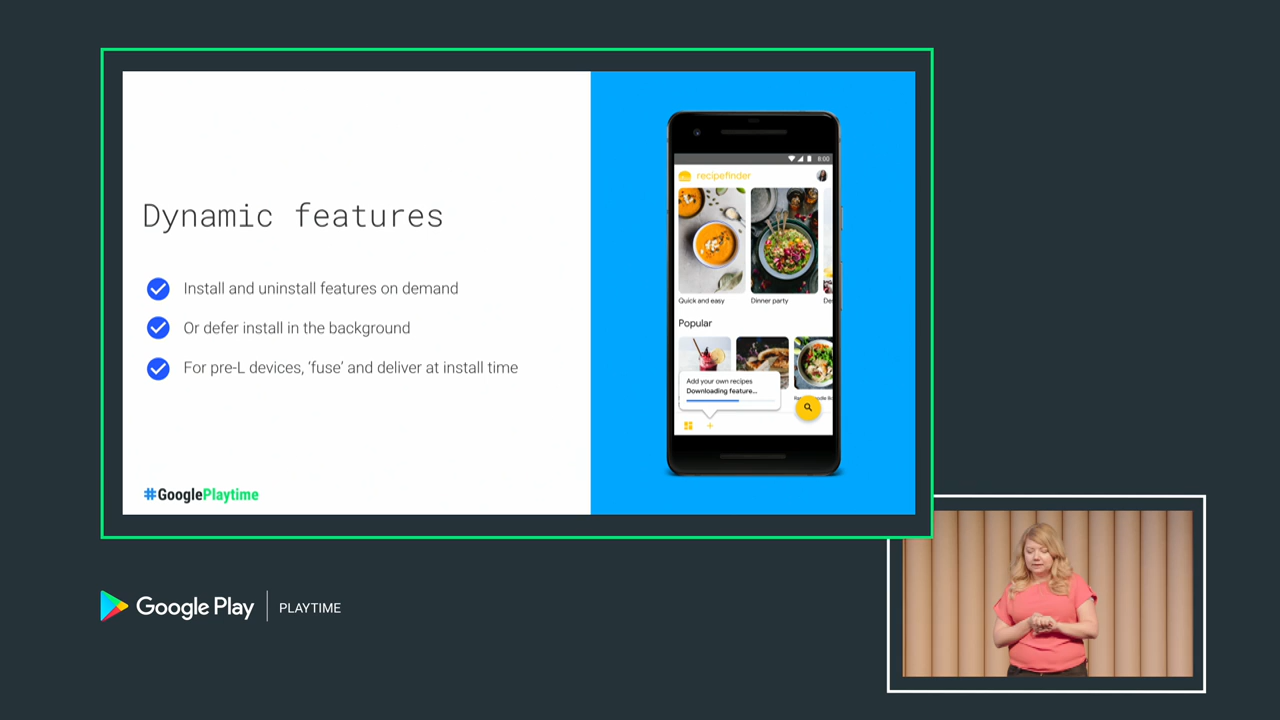 Dynamic features
Install and uninstall features on demand
Or defer install in the background
For pre-L devices, ‘fuse’ and deliver at install time
#GooglePlaytime
8:00
recipefinder
Quick and easy
Dinner party
Popular
Add your own recipes
Downloading feature...
Google Play
PLAYTIME